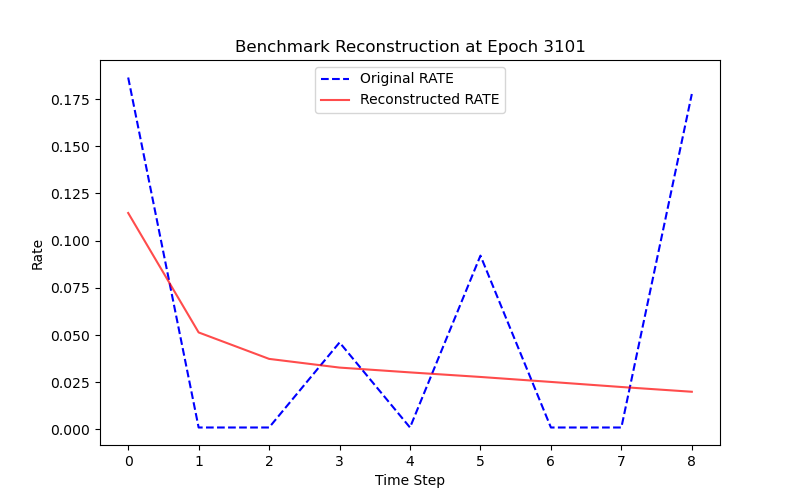 Benchmark Reconstruction at Epoch 3101
Original RATE
Reconstructed RATE
0.175
0.150
0.125
0.100
0.075
0.050
0.025
0.000
Rate
0 1 2 3 4 5 6 7 8
Time Step